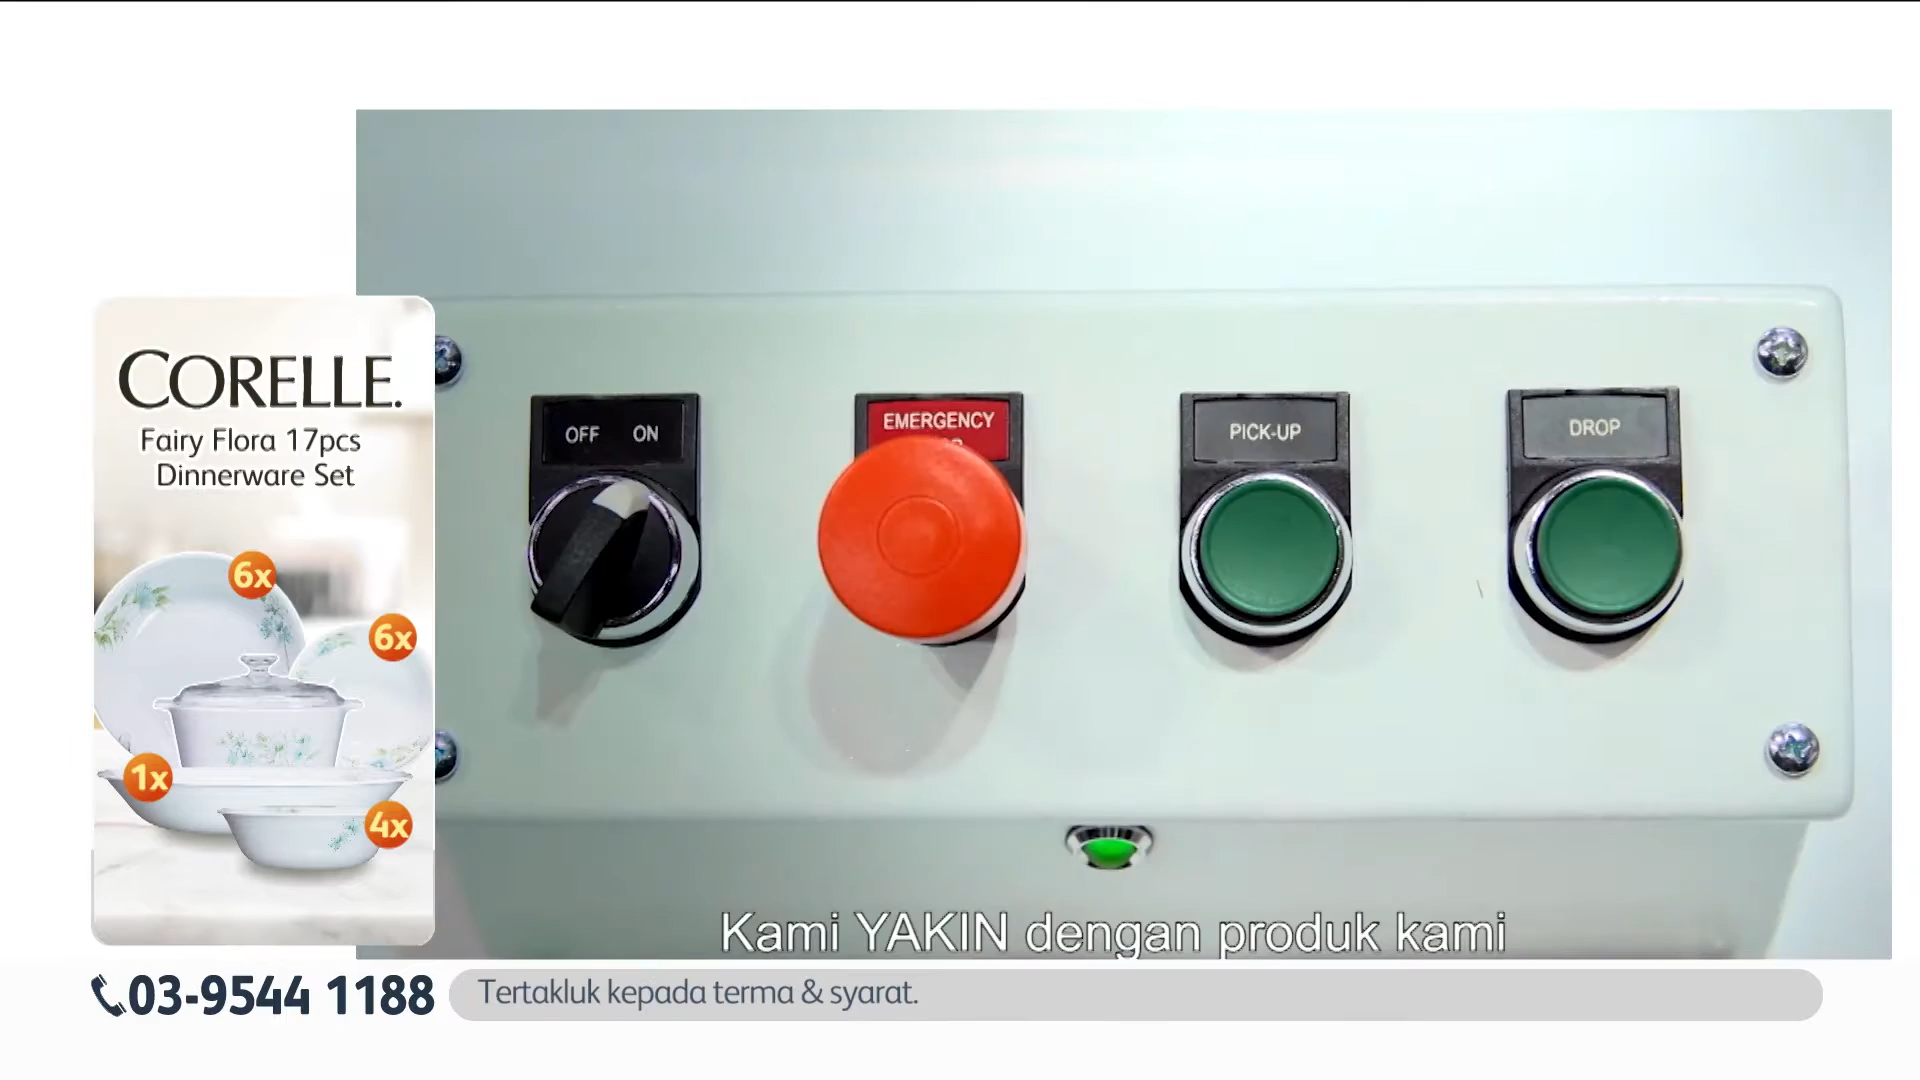 CORELLE.
Fairy Flora 17pcs
Dinnerware Set
6x
6x
1x
4x
OFF ON
EMERGENCY
PICK-UP
DROP
Kami YAKIN dengan produk kami
03-9544 1188
Tertakluk kepada terma & syarat.